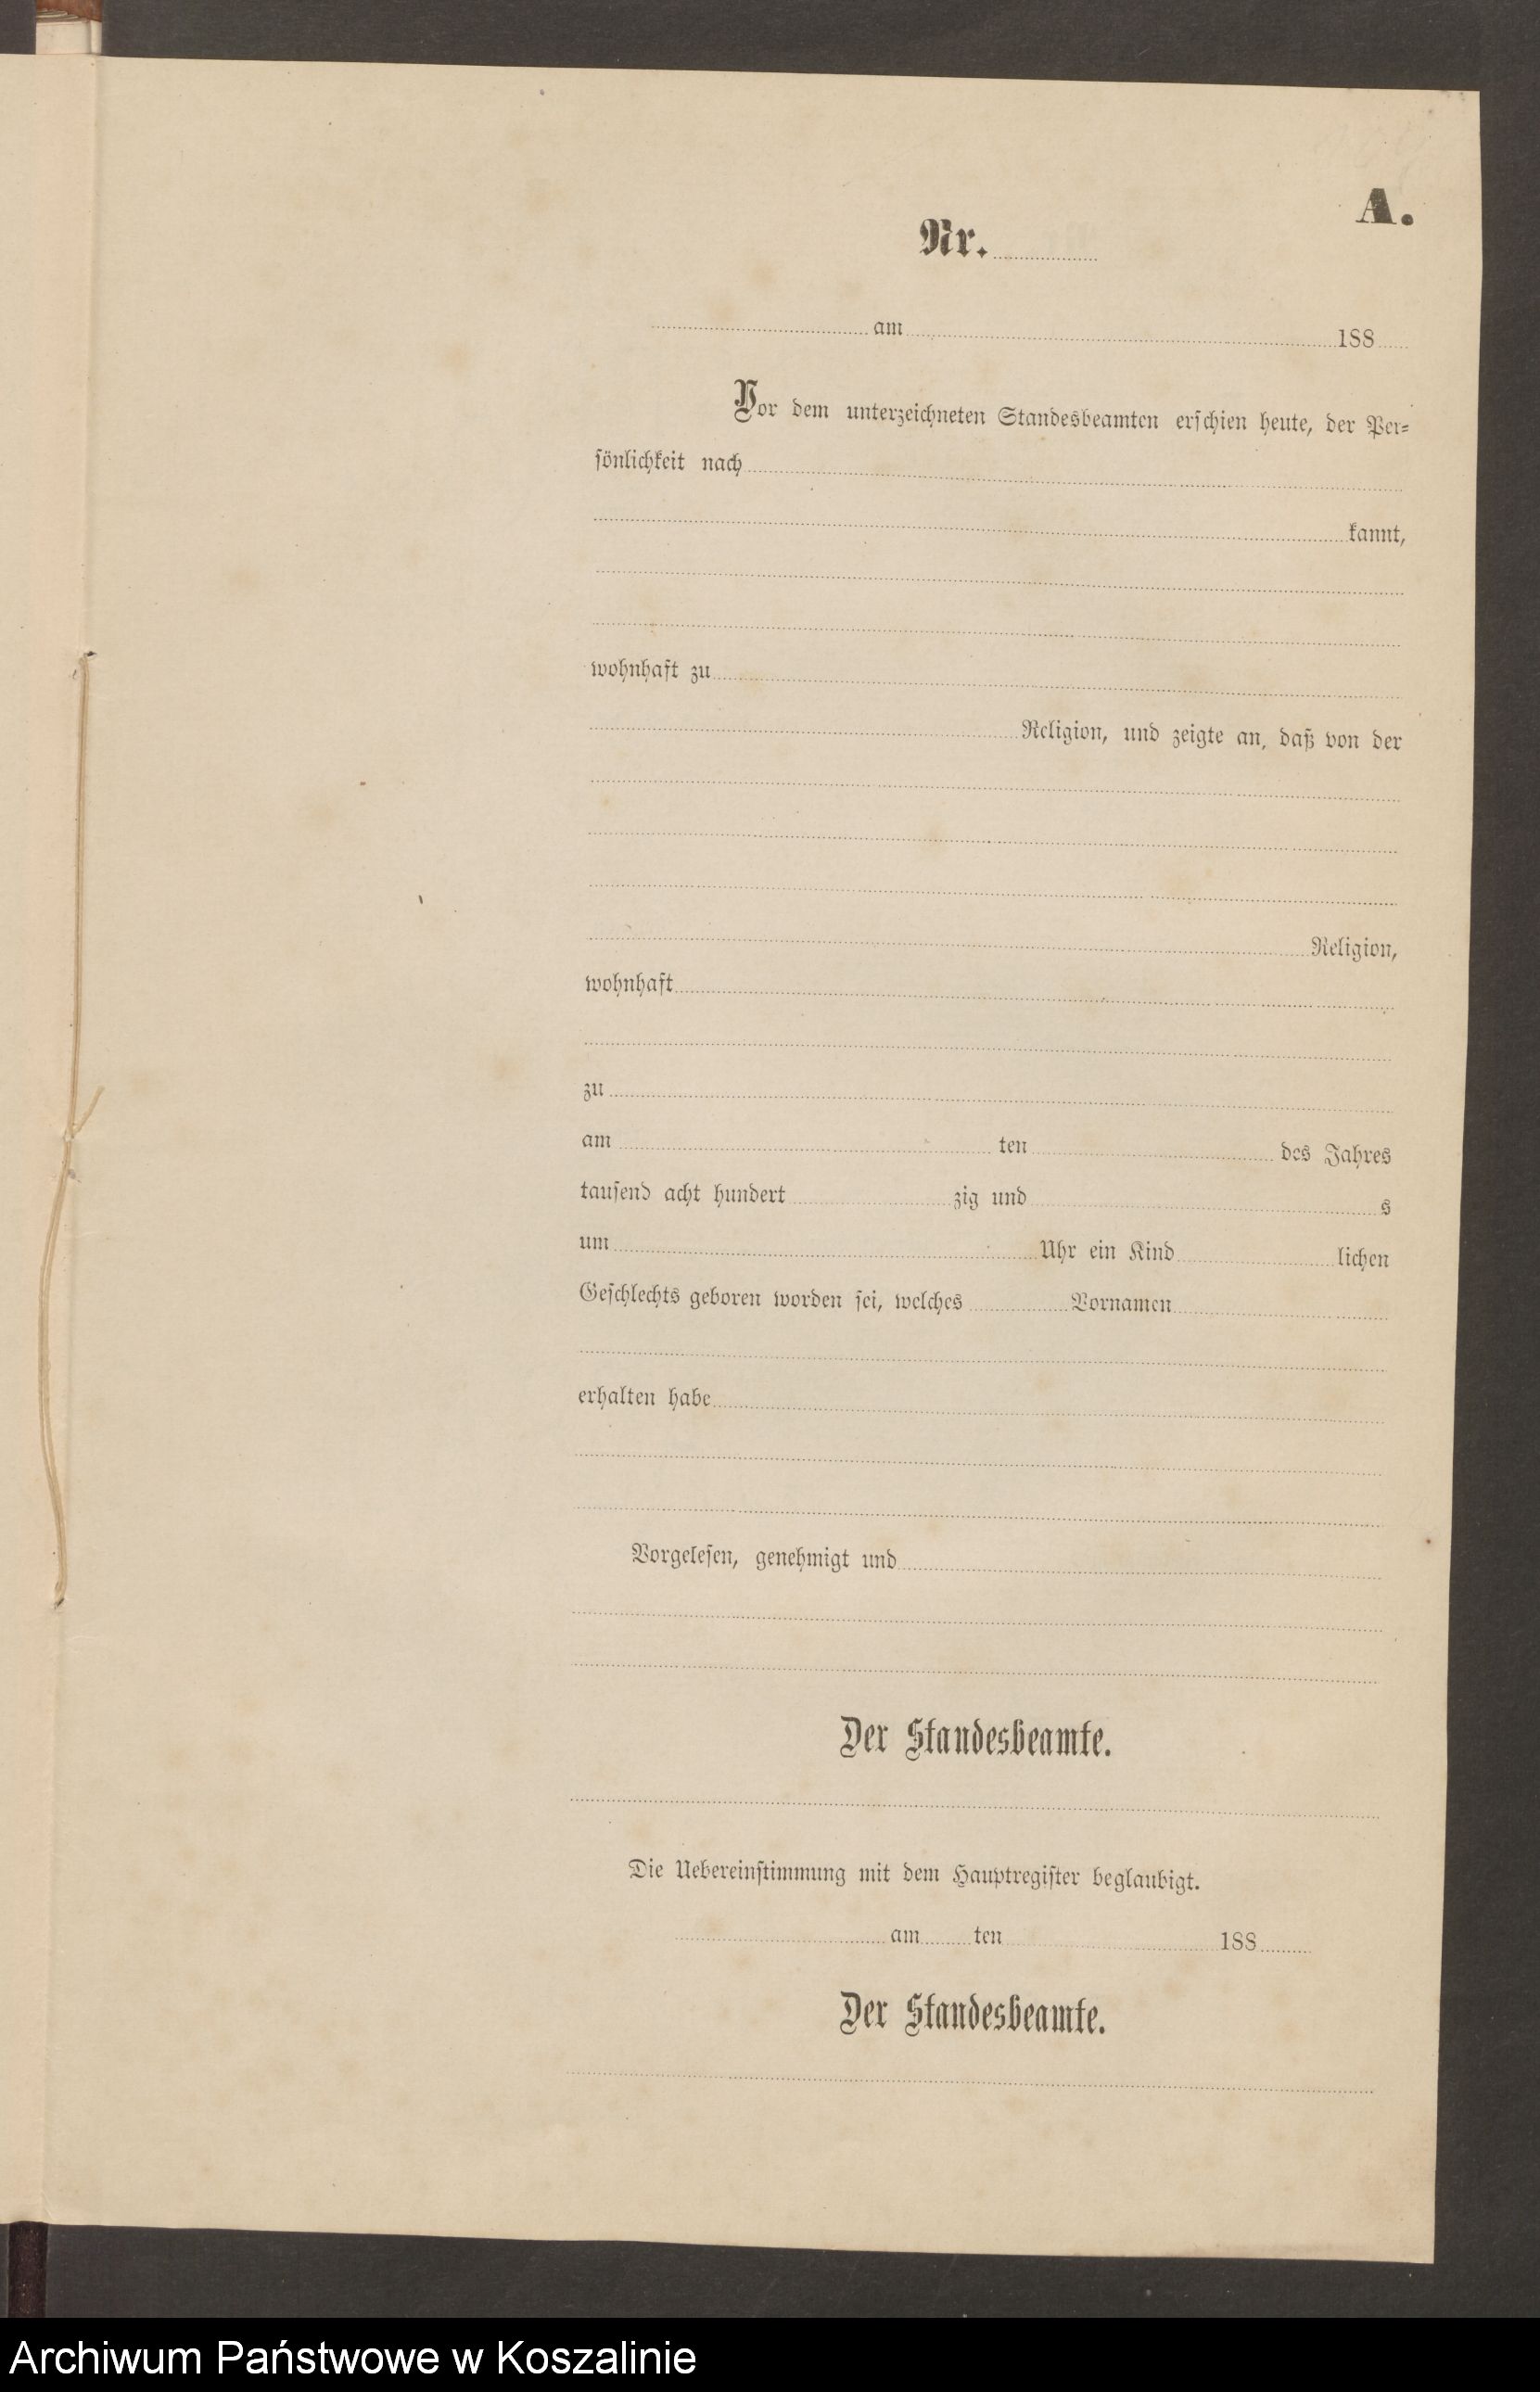 A.
Nr.
am 188
Vor dem unterzeichneten Standesbeamten erschien heute, der Per=
sönlichkeit nach
kannt,
wohnhaft zu
Religion, und zeigte an, daß von der
Religion,
wohnhaft
zu
am ten des Jahres
tausend acht hundert zig und s
um Uhr ein Kind lichen
Geschlechts geboren worden sei, welches Vornamen
erhalten habe
Vorgelesen, genehmigt und
Der Standesbeamte.
Die Uebereinstimmung mit dem Hauptregister beglaubigt.
am ten 188
Der Standesbeamte.
Archiwum Państwowe w Koszalinie